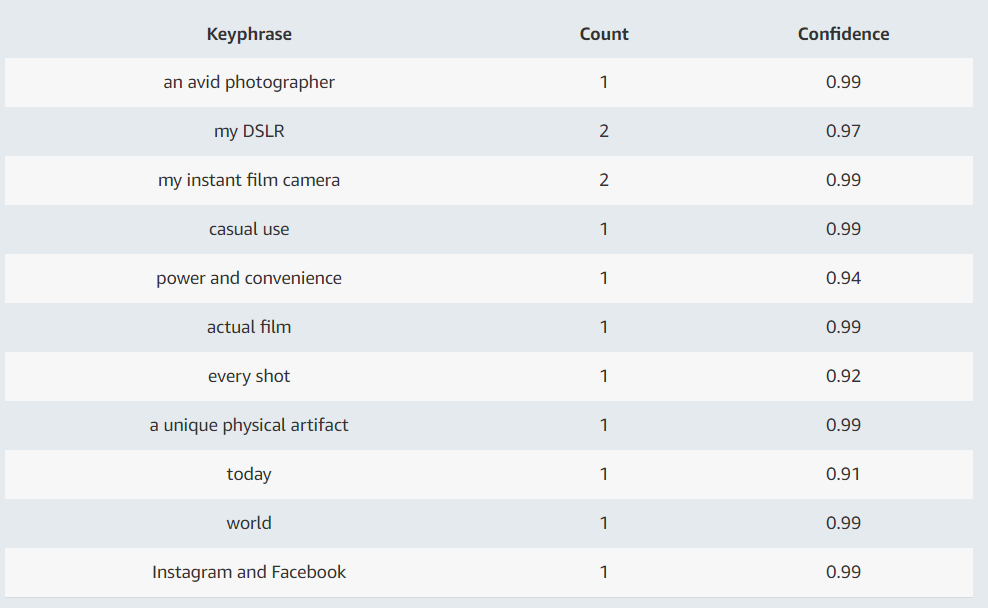 Keyphrase Count Confidence
an avid photographer 1 0.99
my DSLR 2 0.97
my instant film camera 2 0.99
casual use 1 0.99
power and convenience 1 0.94
actual film 1 0.99
every shot 1 0.92
a unique physical artifact 1 0.99
today 1 0.91
world 1 0.99
Instagram and Facebook 1 0.99